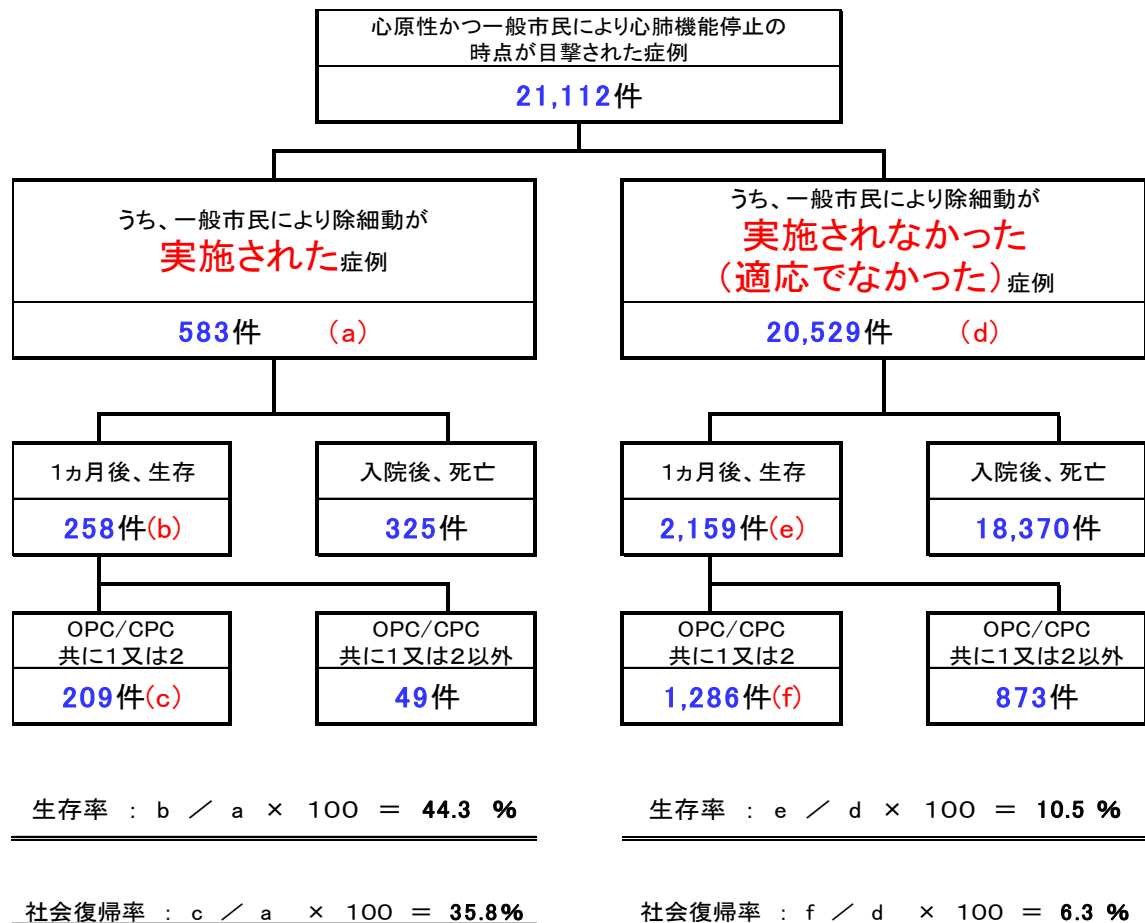 心原性かつ一般市民により心肺機能停止の
時点が目撃された症例
21,112件
うち、一般市民により除細動が
実施された症例
583件 （a）
うち、一般市民により除細動が
実施されなかった
（適応でなかった）症例
20,529件 （d）
1ヵ月後、生存
258件(b)
入院後、死亡
325件
1ヵ月後、生存
2,159件(e)
入院後、死亡
18,370件
OPC/CPC
共に1又は2
209件(c)
OPC/CPC
共に1又は2以外
49件
OPC/CPC
共に1又は2
1,286件(f)
OPC/CPC
共に1又は2以外
873件
生存率 : b ／ a × 100 ＝ 44.3 %
生存率 : e ／ d × 100 ＝ 10.5 %
社会復帰率 : c ／ a × 100 ＝ 35.8%
社会復帰率 : f ／ d × 100 ＝ 6.3 %